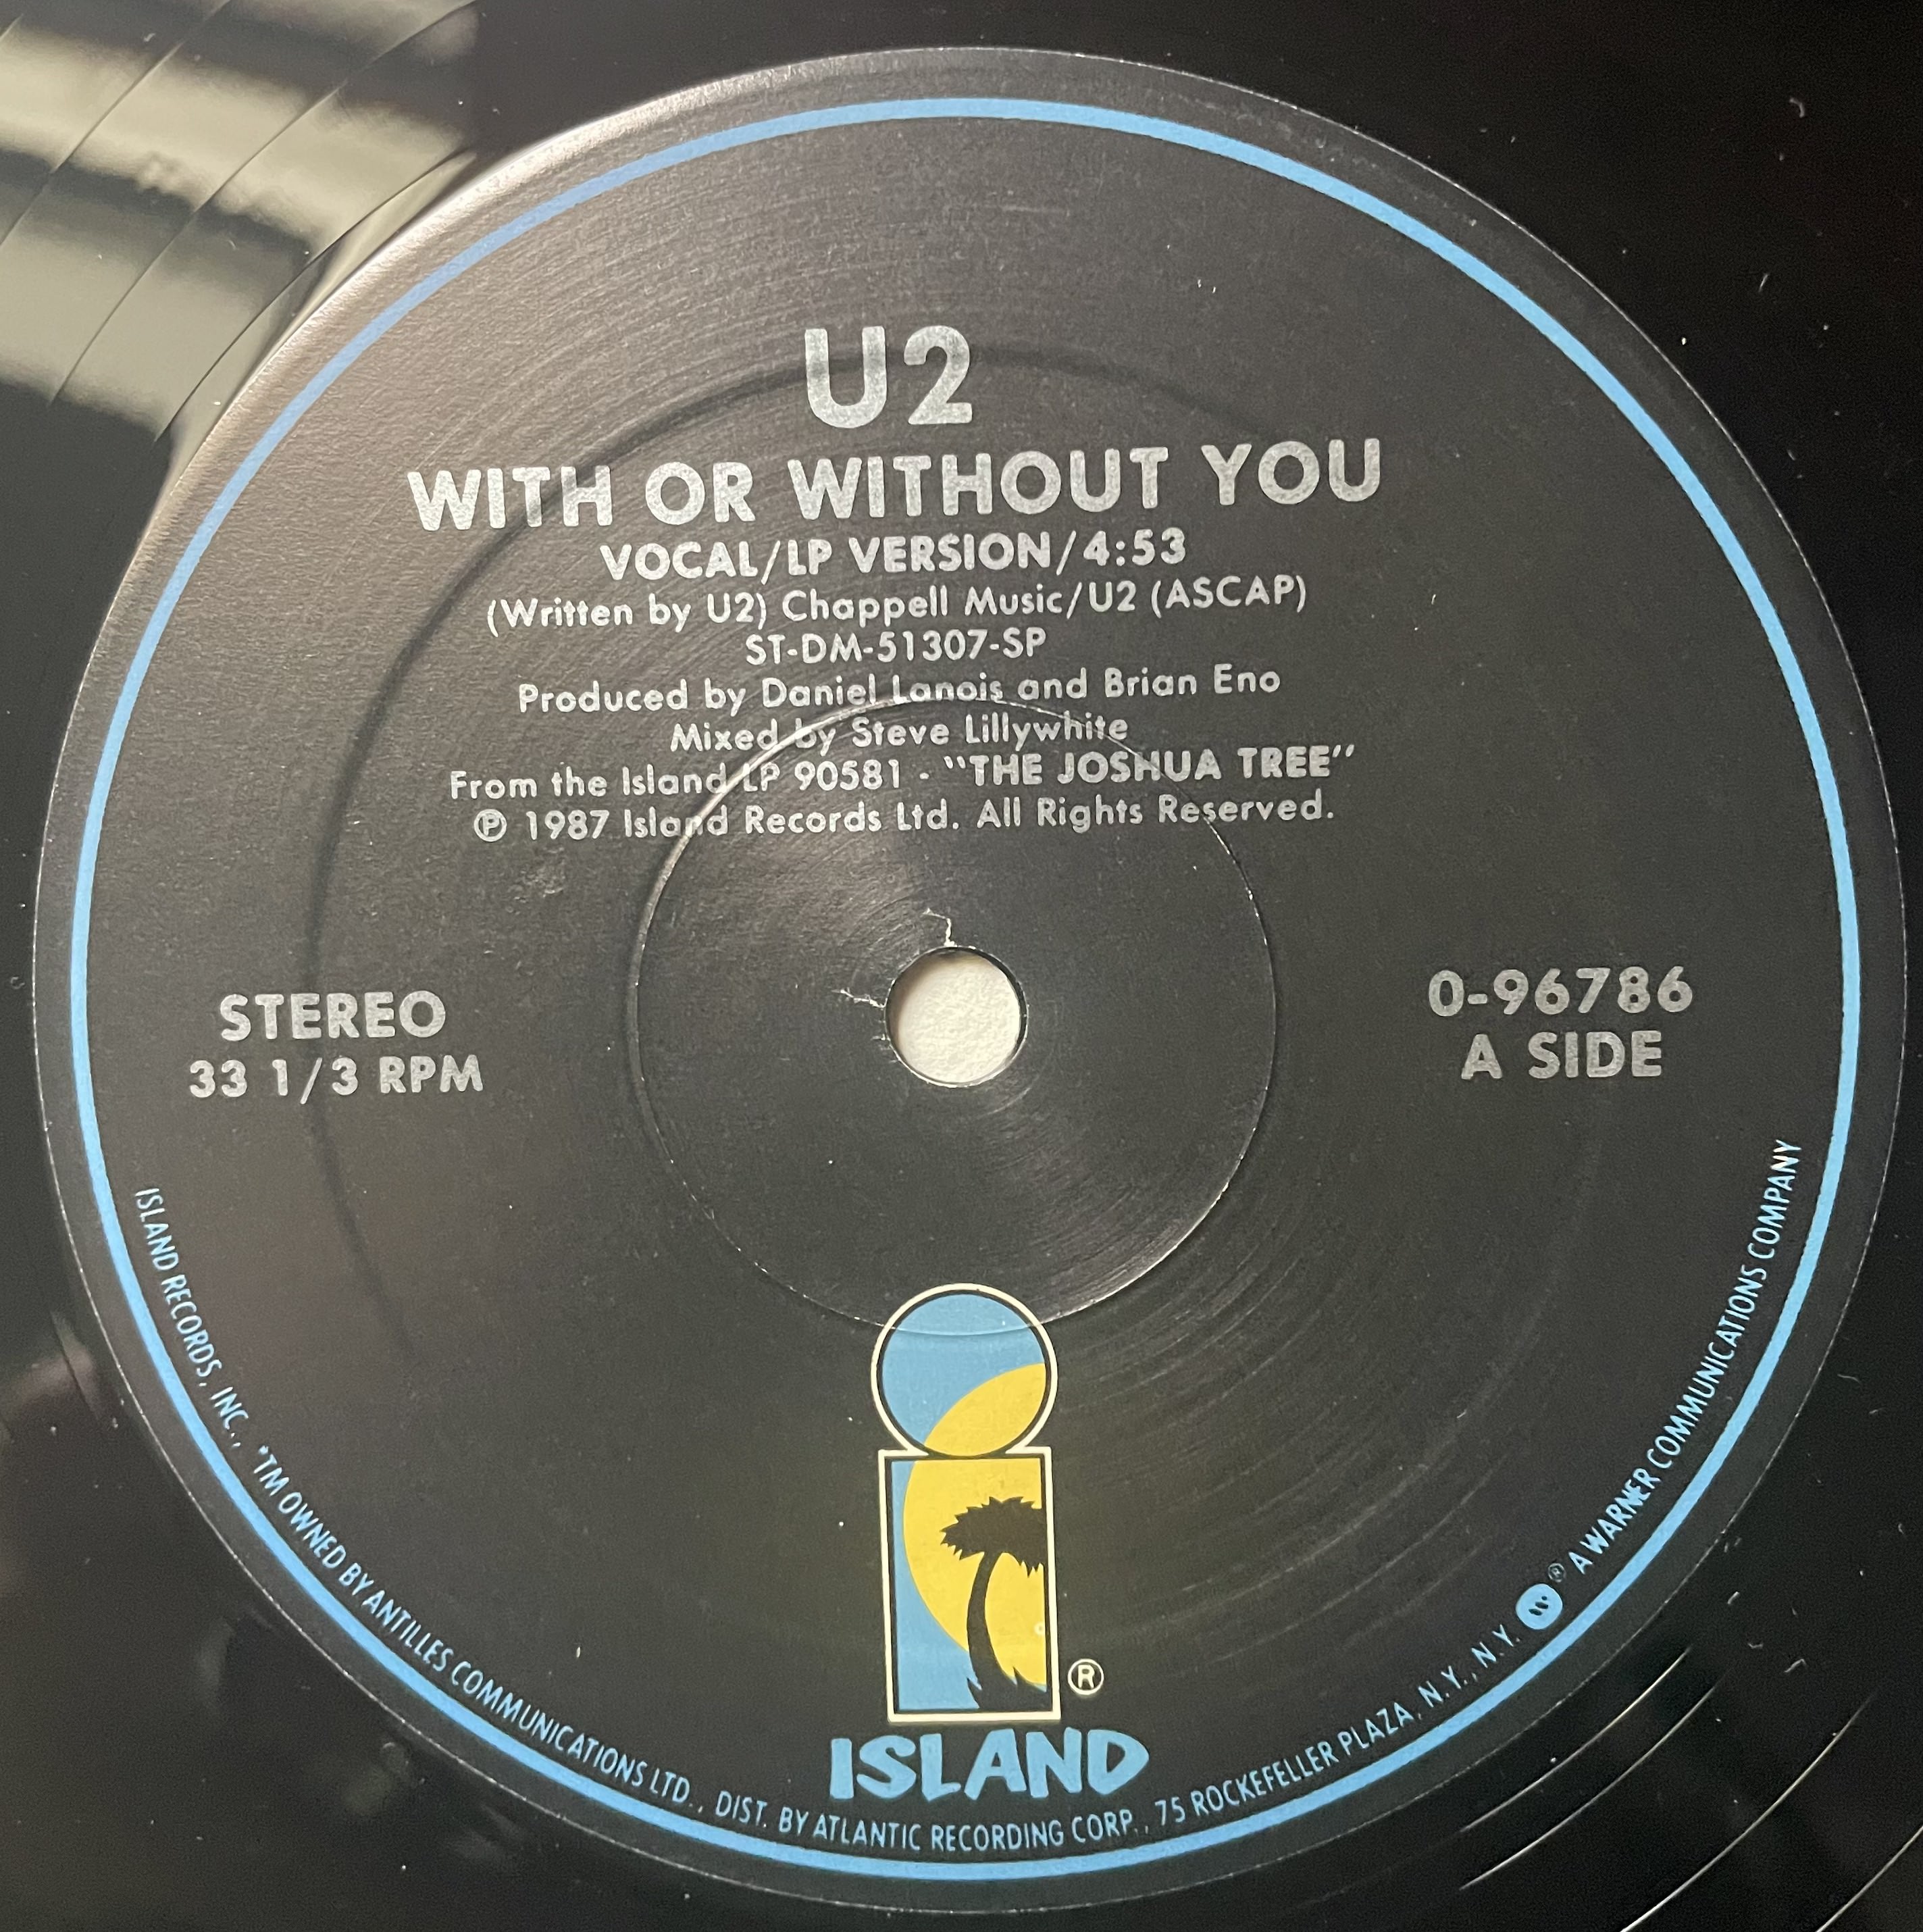 U2
WITH OR WITHOUT YOU
VOCAL/LP VERSION/4:53
(Written by U2) Chappell Music/U2 (ASCAP)
ST-DM-51307-SP
Produced by Daniel Lanois and Brian Eno
Mixed by Steve Lillywhite
From the Island LP 90581 - "THE JOSHUA TREE"
℗ 1987 Island Records Ltd. All Rights Reserved.
STEREO
33 1/3 RPM
0-96786
A SIDE
®
ISLAND
ISLAND RECORDS, INC., *TM OWNED BY ANTILLES COMMUNICATIONS LTD., DIST. BY ATLANTIC RECORDING CORP., 75 ROCKEFELLER PLAZA, N.Y., N.Y. ® A WARNER COMMUNICATIONS COMPANY